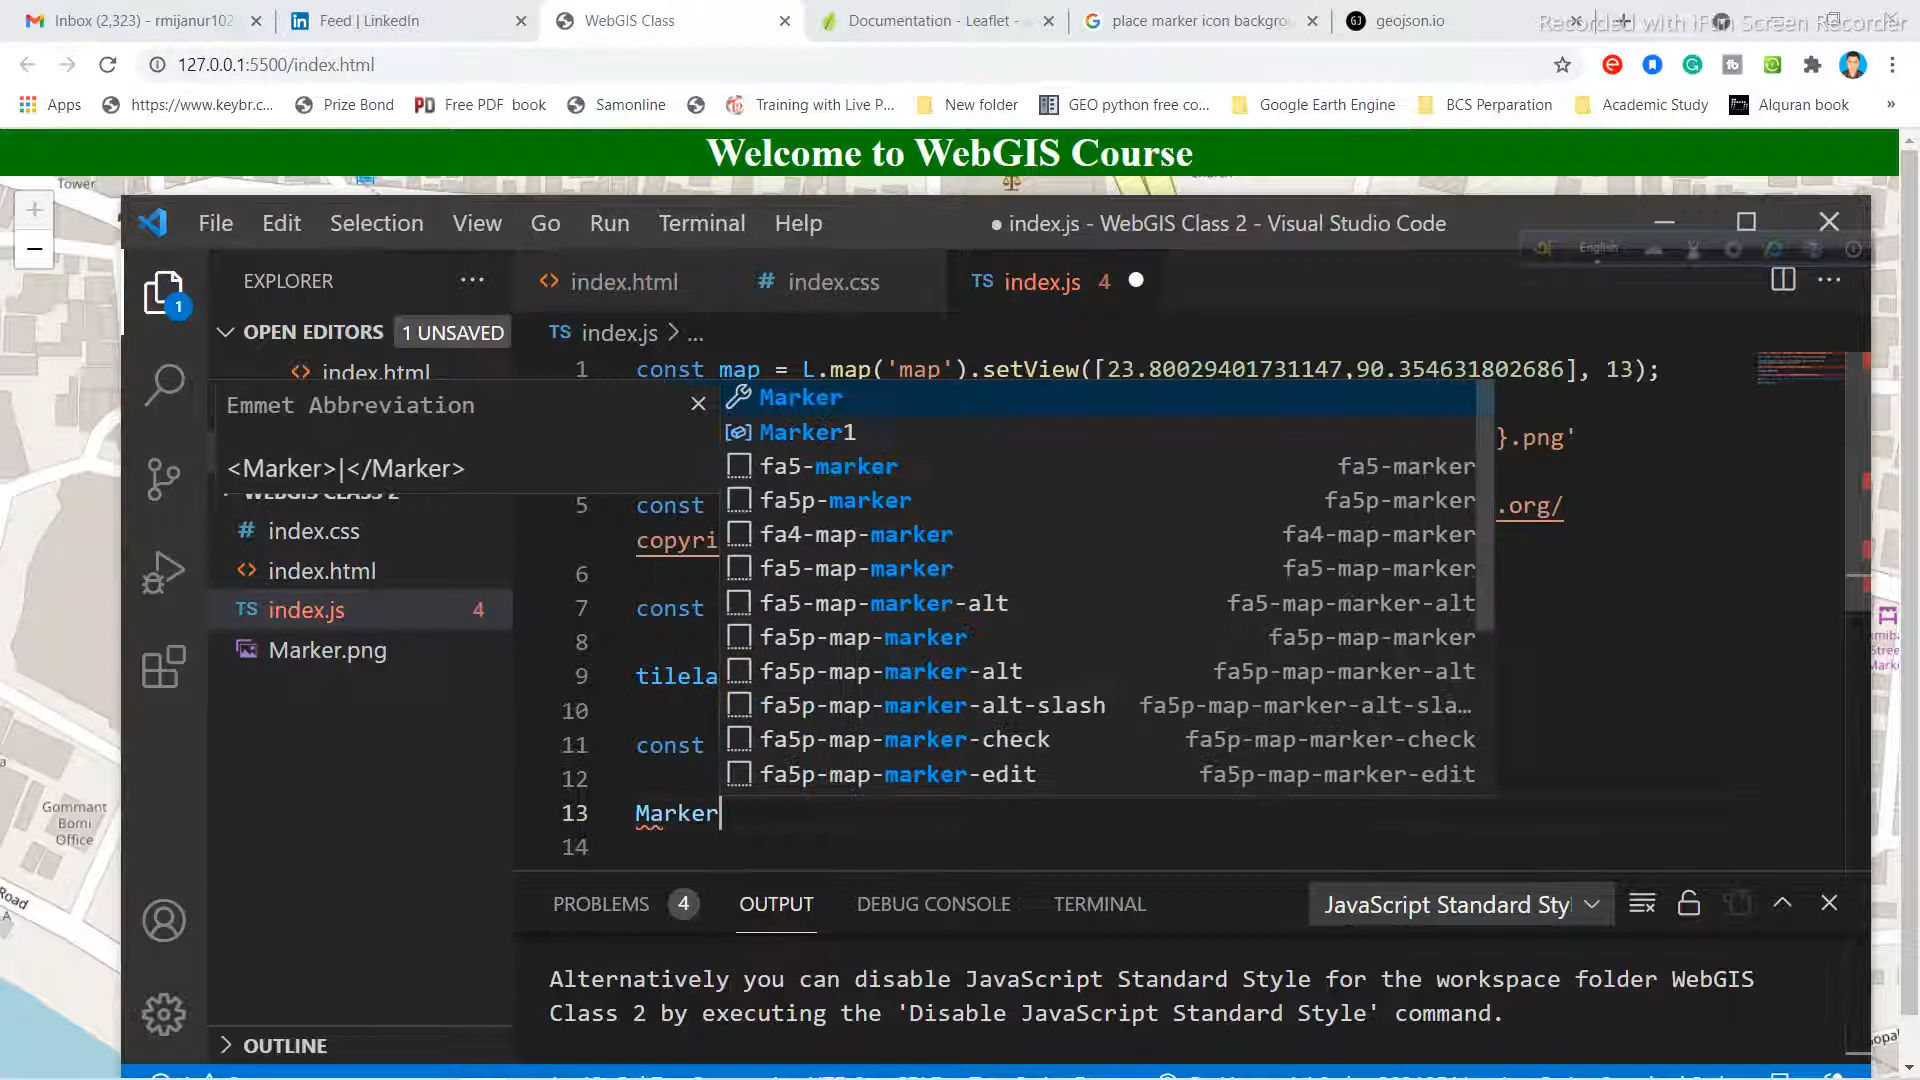 Inbox (2,323) - rmijanur102
Feed | LinkedIn
WebGIS Class
Documentation - Leaflet -
place marker icon backgro
geojson.io
Recorded with iFun Screen Recorder
127.0.0.1:5500/index.html
Apps
https://www.keybr.c...
Prize Bond
PD
Free PDF book
Samonline
Training with Live P...
New folder
GEO python free co...
Google Earth Engine
BCS Perparation
Academic Study
Alquran book
»
Welcome to WebGIS Course
Tower
+
−
File Edit Selection View Go Run Terminal Help
● index.js - WebGIS Class 2 - Visual Studio Code
English
1
EXPLORER
...
index.html
# index.css
TS index.js 4
OPEN EDITORS
1 UNSAVED
TS index.js > ...
index.html
1 const map = L.map('map').setView([23.80029401731147,90.354631802686], 13);
Emmet Abbreviation
<Marker>|</Marker>
Marker
Marker1
}.png'
fa5-marker fa5-marker
fa5p-marker fa5p-marker
WEBGIS CLASS 2
5 const
.org/
fa4-map-marker fa4-map-marker
copyri
# index.css
fa5-map-marker fa5-map-marker
index.html
6
fa5-map-marker-alt fa5-map-marker-alt
TS index.js 4
7 const
fa5p-map-marker fa5p-map-marker
8
Marker.png
fa5p-map-marker-alt fa5p-map-marker-alt
9 tilela
fa5p-map-marker-alt-slash fa5p-map-marker-alt-sla...
10
fa5p-map-marker-check fa5p-map-marker-check
11 const
fa5p-map-marker-edit fa5p-map-marker-edit
12
13 Marker
14
Gommant
Bomi
Office
Road
Street
PROBLEMS 4 OUTPUT DEBUG CONSOLE TERMINAL
JavaScript Standard Styl
Alternatively you can disable JavaScript Standard Style for the workspace folder WebGIS
Class 2 by executing the 'Disable JavaScript Standard Style' command.
OUTLINE